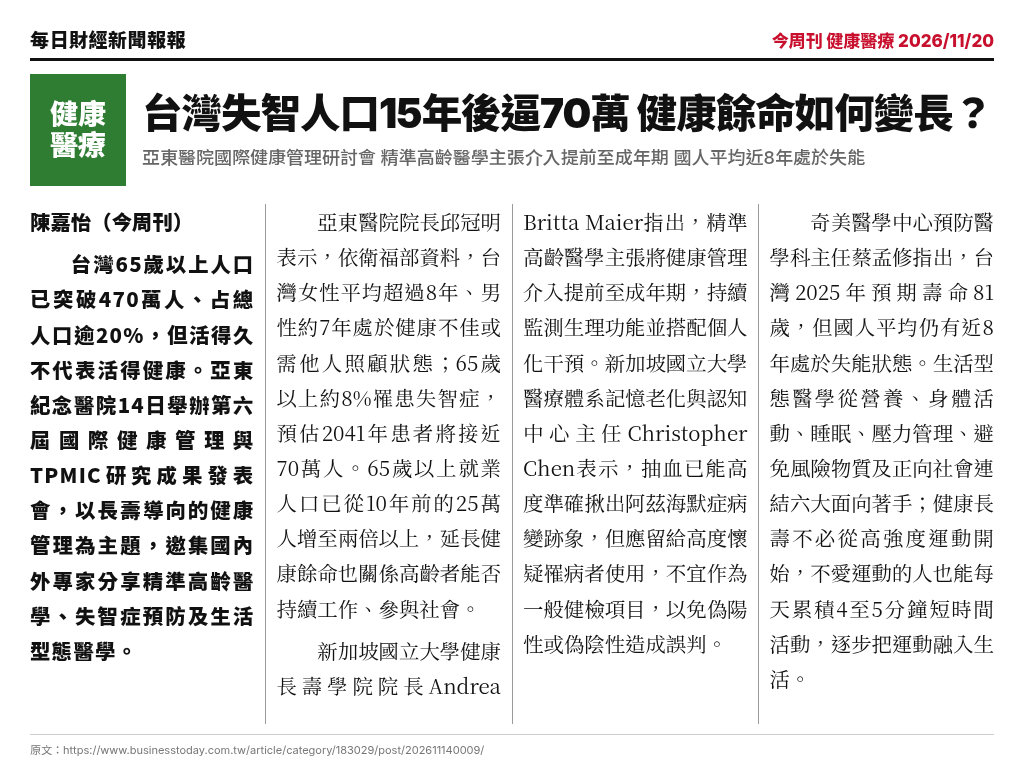 每日財經新聞報報
今周刊 健康醫療 2026/11/20
健康
醫療
台灣失智人口15年後逼70萬 健康餘命如何變長？
亞東醫院國際健康管理研討會 精準高齡醫學主張介入提前至成年期 國人平均近8年處於失能
陳嘉怡（今周刊）
台灣65歲以上人口
已突破470萬人、占總
人口逾20%，但活得久
不代表活得健康。亞東
紀念醫院14日舉辦第六
屆國際健康管理與
TPMIC研究成果發表
會，以長壽導向的健康
管理為主題，邀集國內
外專家分享精準高齡醫
學、失智症預防及生活
型態醫學。
亞東醫院院長邱冠明
表示，依衛福部資料，台
灣女性平均超過8年、男
性約7年處於健康不佳或
需他人照顧狀態；65歲
以上約8%罹患失智症，
預估2041年患者將接近
70萬人。65歲以上就業
人口已從10年前的25萬
人增至兩倍以上，延長健
康餘命也關係高齡者能否
持續工作、參與社會。
新加坡國立大學健康
長壽學院院長Andrea
Britta Maier指出，精準
高齡醫學主張將健康管理
介入提前至成年期，持續
監測生理功能並搭配個人
化干預。新加坡國立大學
醫療體系記憶老化與認知
中心主任Christopher
Chen表示，抽血已能高
度準確揪出阿茲海默症病
變跡象，但應留給高度懷
疑罹病者使用，不宜作為
一般健檢項目，以免偽陽
性或偽陰性造成誤判。
奇美醫學中心預防醫
學科主任蔡孟修指出，台
灣2025年預期壽命81
歲，但國人平均仍有近8
年處於失能狀態。生活型
態醫學從營養、身體活
動、睡眠、壓力管理、避
免風險物質及正向社會連
結六大面向著手；健康長
壽不必從高強度運動開
始，不愛運動的人也能每
天累積4至5分鐘短時間
活動，逐步把運動融入生
活。
原文：https://www.businesstoday.com.tw/article/category/183029/post/202611140009/